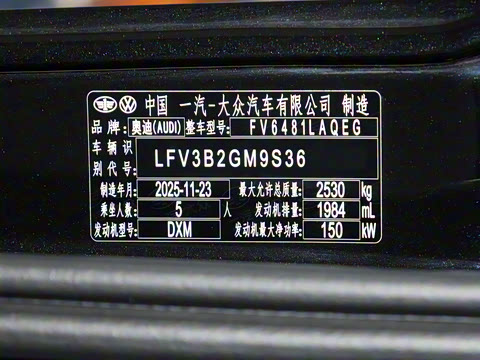 中国 一汽-大众汽车有限公司 制造
品牌: 奥迪(AUDI) 整车型号: FV6481LAQEG
车辆识别代号: LFV3B2GM9S36
制造年月 2025-11-23 最大允许总质量: 2530 kg
乘坐人数: 5 人 发动机排量: 1984 mL
发动机型号: DXM 发动机最大净功率: 150 kW